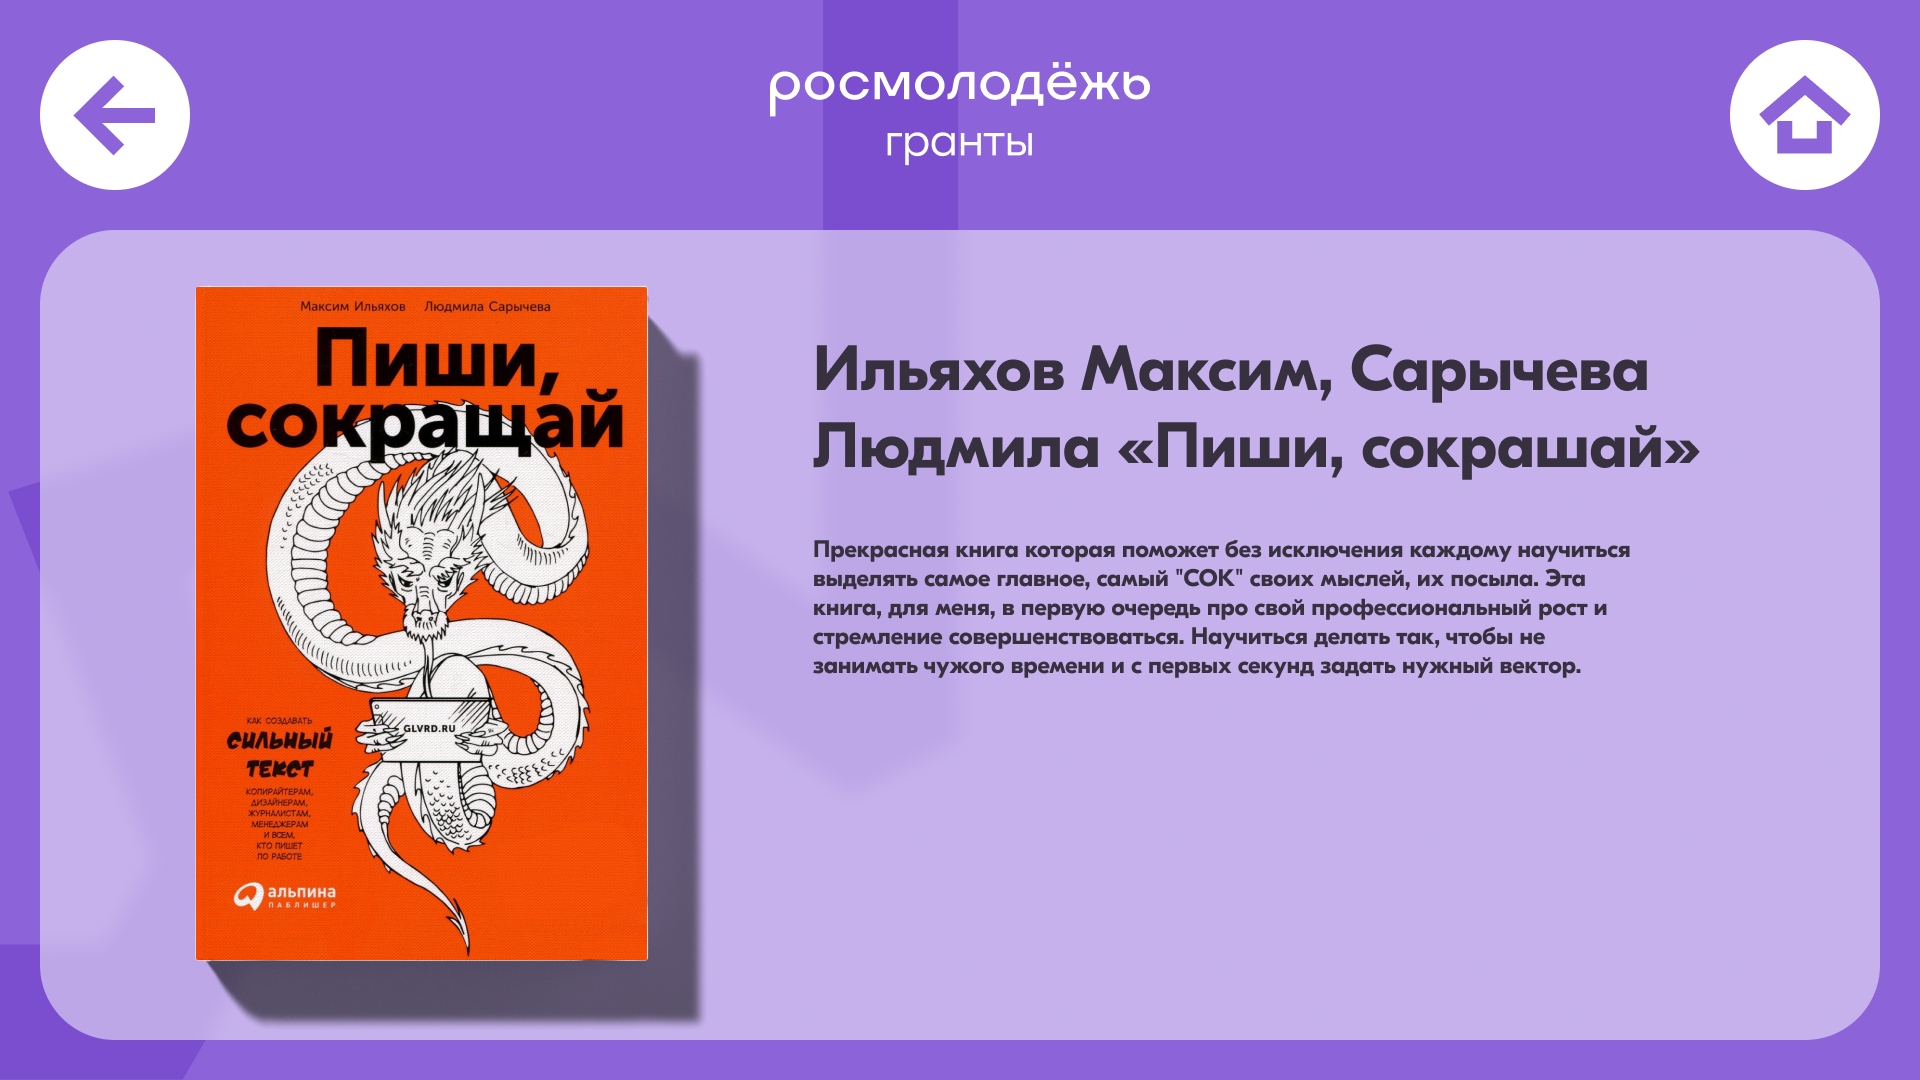 росмолодёжь
гранты
Максим Ильяхов Людмила Сарычева
Пиши,
сокращай
GLVRD.RU
КАК СОЗДАВАТЬ
СИЛЬНЫЙ
ТЕКСТ
КОПИРАЙТЕРАМ,
ДИЗАЙНЕРАМ,
ЖУРНАЛИСТАМ,
МЕНЕДЖЕРАМ
И ВСЕМ,
КТО ПИШЕТ
ПО РАБОТЕ
альпина
ПАБЛИШЕР
Ильяхов Максим, Сарычева
Людмила «Пиши, сокрашай»
Прекрасная книга которая поможет без исключения каждому научиться
выделять самое главное, самый "СОК" своих мыслей, их посыла. Эта
книга, для меня, в первую очередь про свой профессиональный рост и
стремление совершенствоваться. Научиться делать так, чтобы не
занимать чужого времени и с первых секунд задать нужный вектор.